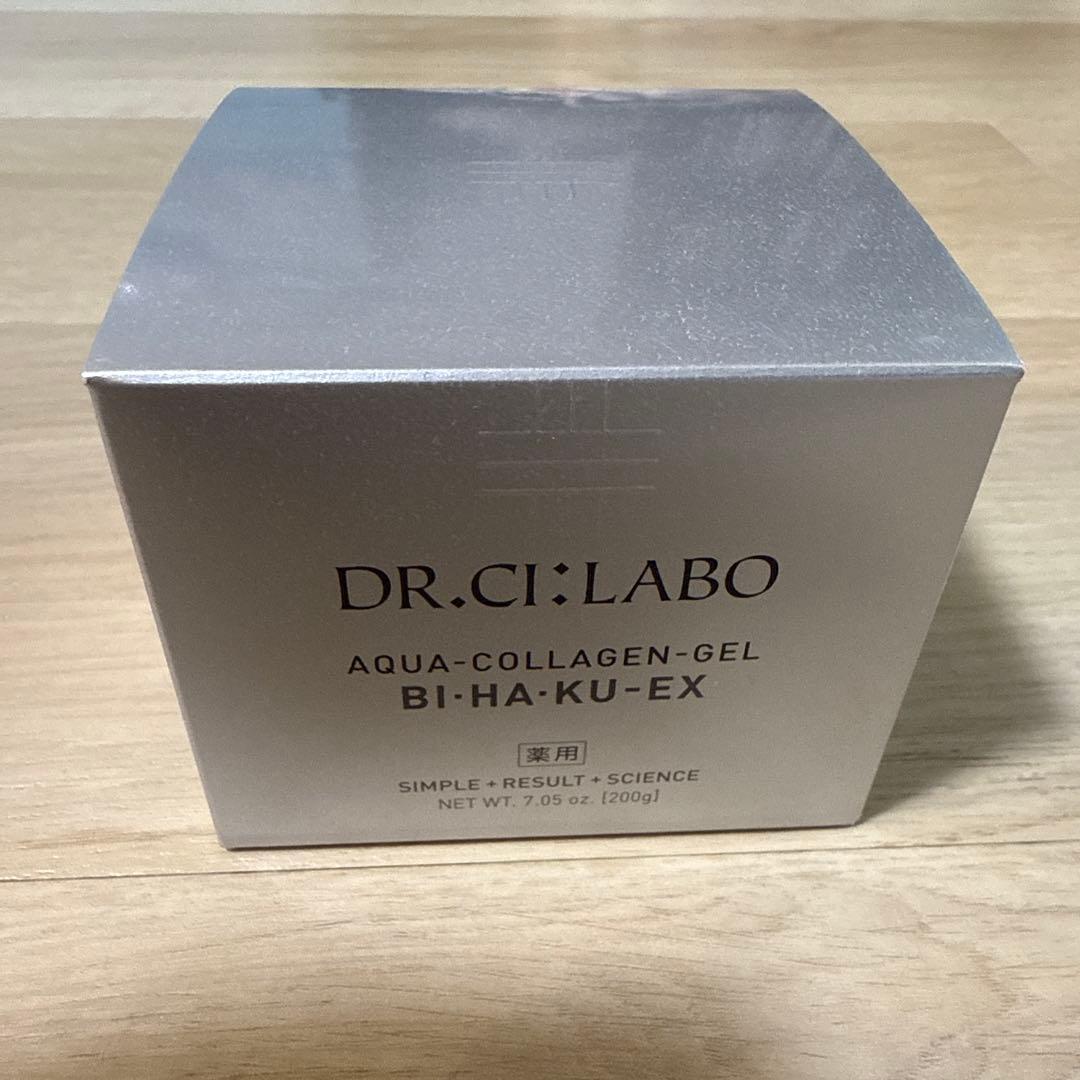 DR.CI:LABO
AQUA-COLLAGEN-GEL
BI·HA·KU-EX
薬用
SIMPLE + RESULT + SCIENCE
NET WT. 7.05 oz. [200g]